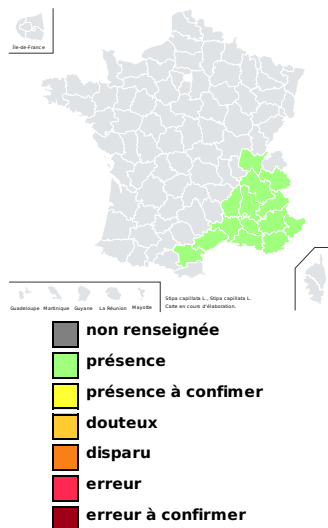 Île-de-France
Guadeloupe Martinique Guyane La Réunion Mayotte
Stipa capillata L., Stipa capillata L.
Carte en cours d'élaboration.
non renseignée
présence
présence à confimer
douteux
disparu
erreur
erreur à confirmer